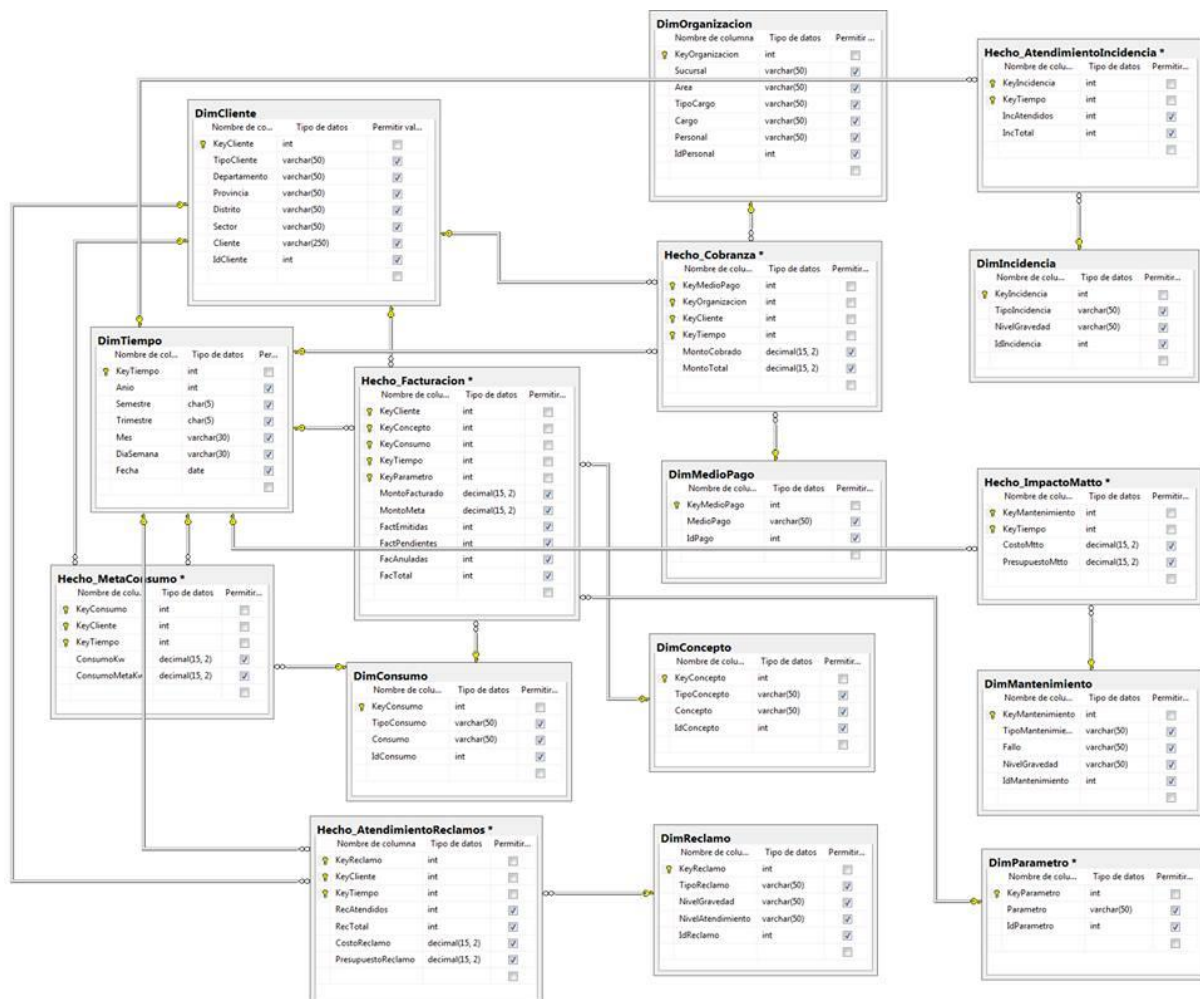 DimOrganizacion
Nombre de columna Tipo de datos Permitir ...
KeyOrganizacion int
Sucursal varchar(50)
Area varchar(50)
TipoCargo varchar(50)
Cargo varchar(50)
Personal varchar(50)
IdPersonal int
Hecho_AtendimientoIncidencia *
Nombre de colu... Tipo de datos Permitir...
KeyIncidencia int
KeyTiempo int
IncAtendidos int
IncTotal int
DimCliente
Nombre de co... Tipo de datos Permitir val...
KeyCliente int
TipoCliente varchar(50)
Departamento varchar(50)
Provincia varchar(50)
Distrito varchar(50)
Sector varchar(50)
Cliente varchar(250)
IdCliente int
Hecho_Cobranza *
Nombre de colu... Tipo de datos Permitir...
KeyMedioPago int
KeyOrganizacion int
KeyCliente int
KeyTiempo int
MontoCobrado decimal(15, 2)
MontoTotal decimal(15, 2)
DimIncidencia
Nombre de colu... Tipo de datos Permitir...
KeyIncidencia int
TipoIncidencia varchar(50)
NivelGravedad varchar(50)
IdIncidencia int
DimTiempo
Nombre de col... Tipo de datos Per...
KeyTiempo int
Anio int
Semestre char(5)
Trimestre char(5)
Mes varchar(30)
DiaSemana varchar(30)
Fecha date
Hecho_Facturacion *
Nombre de colu... Tipo de datos Permitir...
KeyCliente int
KeyConcepto int
KeyConsumo int
KeyTiempo int
KeyParametro int
MontoFacturado decimal(15, 2)
MontoMeta decimal(15, 2)
FactEmitidas int
FactPendientes int
FacAnuladas int
FacTotal int
DimMedioPago
Nombre de colu... Tipo de datos Permitir...
KeyMedioPago int
MedioPago varchar(50)
IdPago int
Hecho_ImpactoMatto *
Nombre de colu... Tipo de datos Permitir...
KeyMantenimiento int
KeyTiempo int
CostoMtto decimal(15, 2)
PresupuestoMtto decimal(15, 2)
Hecho_MetaConsumo *
Nombre de colu. Tipo de datos Permitir...
KeyConsumo int
KeyCliente int
KeyTiempo int
ConsumoKw decimal(15, 2)
ConsumoMetaKw decimal(15, 2)
DimConsumo
Nombre de colu... Tipo de datos Permitir...
KeyConsumo int
TipoConsumo varchar(50)
Consumo varchar(50)
IdConsumo int
DimConcepto
Nombre de colu... Tipo de datos Permitir...
KeyConcepto int
TipoConcepto varchar(50)
Concepto varchar(50)
IdConcepto int
DimMantenimiento
Nombre de colu... Tipo de datos Permitir...
KeyMantenimiento int
TipoMantenimie... varchar(50)
Fallo varchar(50)
NivelGravedad varchar(50)
IdMantenimiento int
Hecho_AtendimientoReclamos *
Nombre de columna Tipo de datos Permitir...
KeyReclamo int
KeyCliente int
KeyTiempo int
RecAtendidos int
RecTotal int
CostoReclamo decimal(15, 2)
PresupuestoReclamo decimal(15, 2)
DimReclamo
Nombre de colu... Tipo de datos Permitir...
KeyReclamo int
TipoReclamo varchar(50)
NivelGravedad varchar(50)
NivelAtendimiento varchar(50)
IdReclamo int
DimParametro *
Nombre de colu... Tipo de datos Permitir...
KeyParametro int
Parametro varchar(50)
IdParametro int